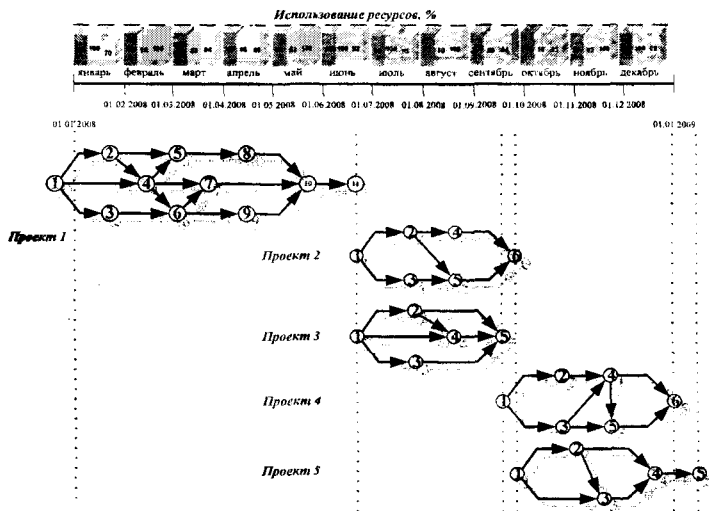 Использование ресурсов, %
январь февраль март апрель май июнь июль август сентябрь октябрь ноябрь декабрь
01.02.2008 01.03.2008 01.04.2008 01.05.2008 01.06.2008 01.07.2008 01.08.2008 01.09.2008 01.10.2008 01.11.2008 01.12.2008
01.01.2008 01.01.2009
2 5 8
1 4 7 10 11
3 6 9
Проект 1
2 4
Проект 2 1 6
3 5
2
Проект 3 1 4 5
3
2 4
Проект 4 1 6
3 5
2
Проект 5 1 4 5
3